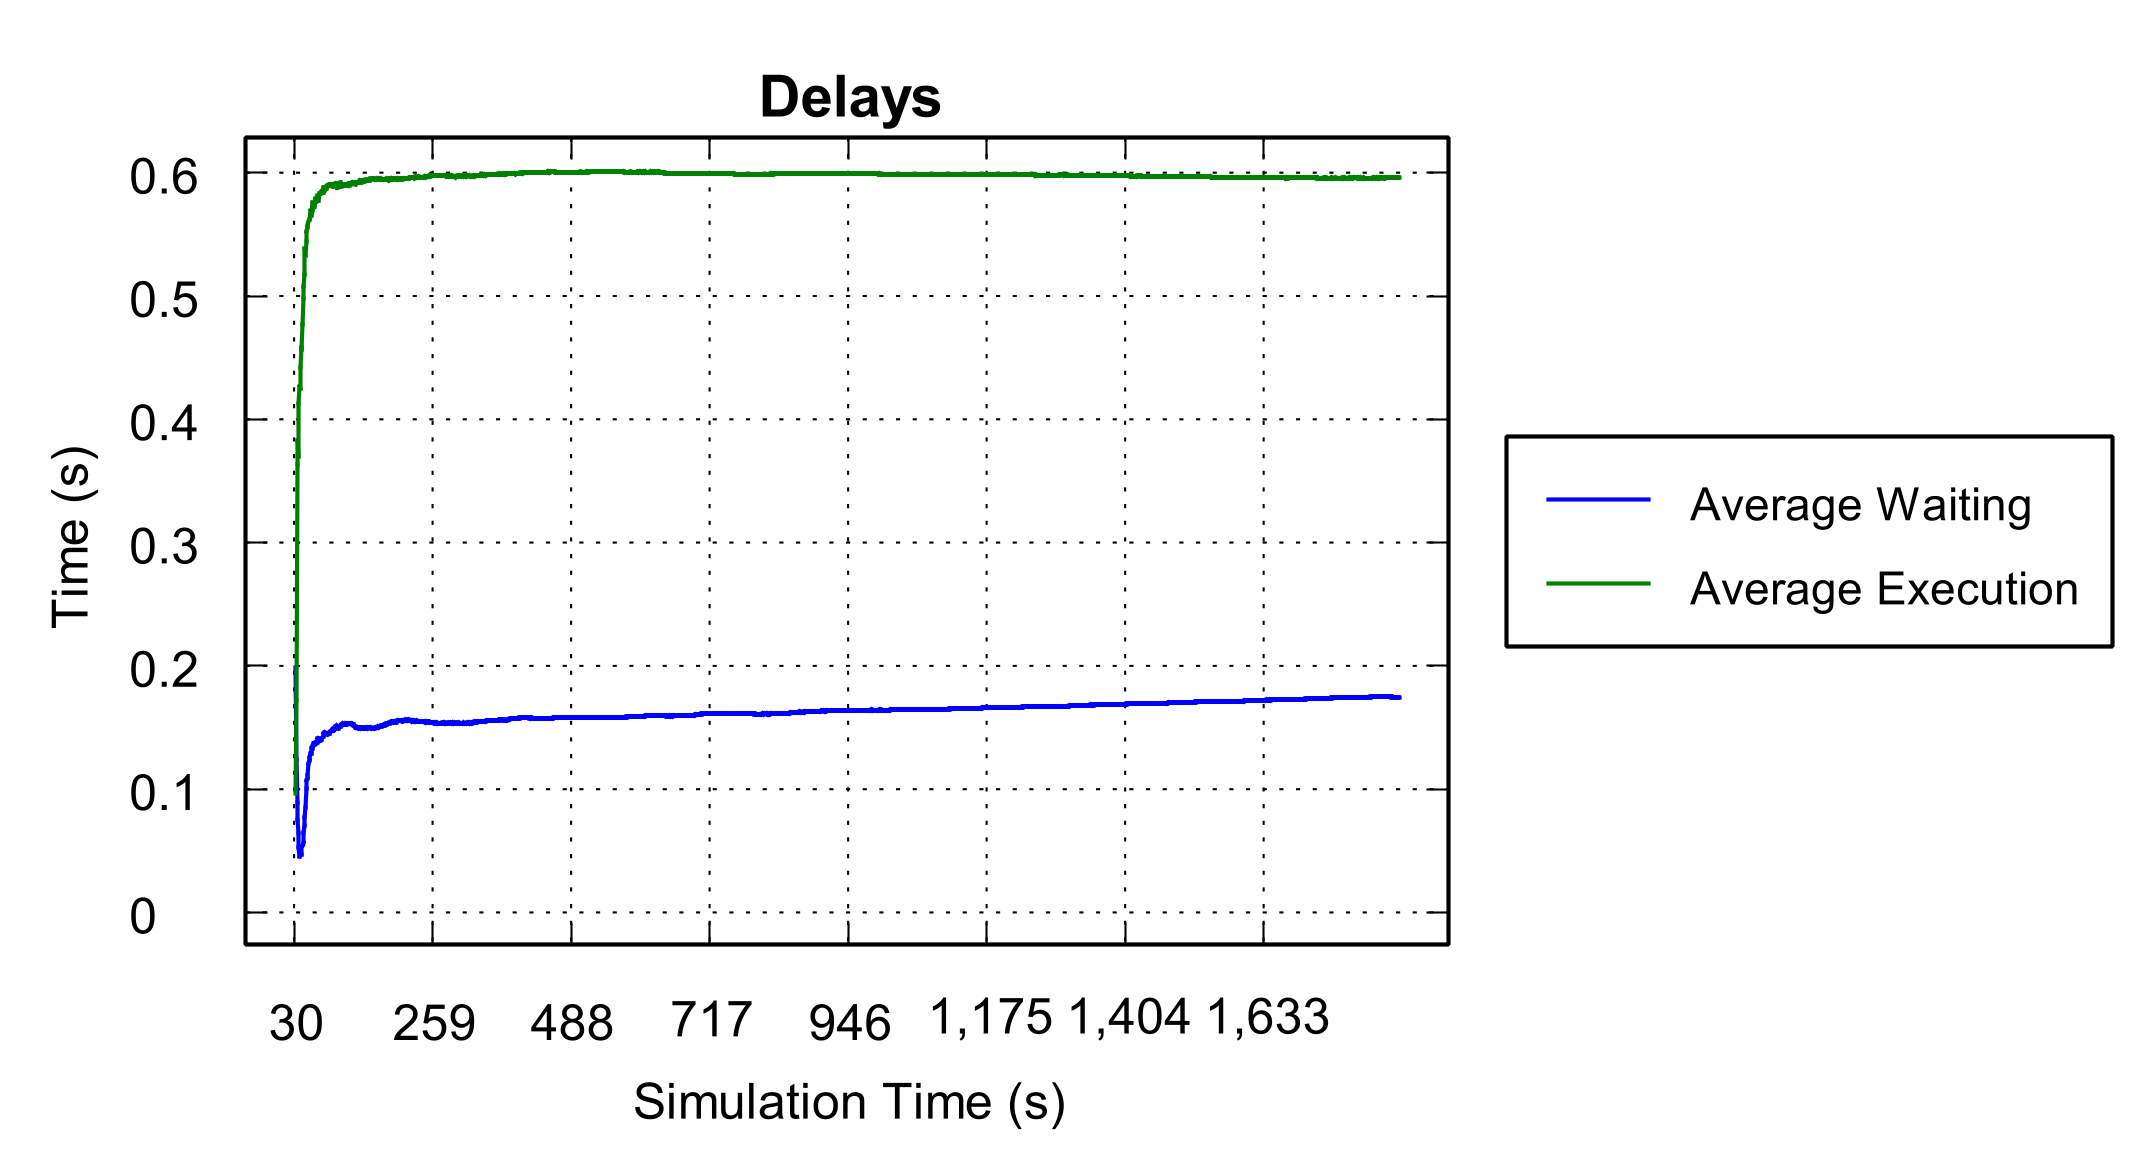 Delays
0.6
0.5
0.4
0.3
0.2
0.1
0
Time (s)
30 259 488 717 946 1,175 1,404 1,633
Simulation Time (s)
Average Waiting
Average Execution